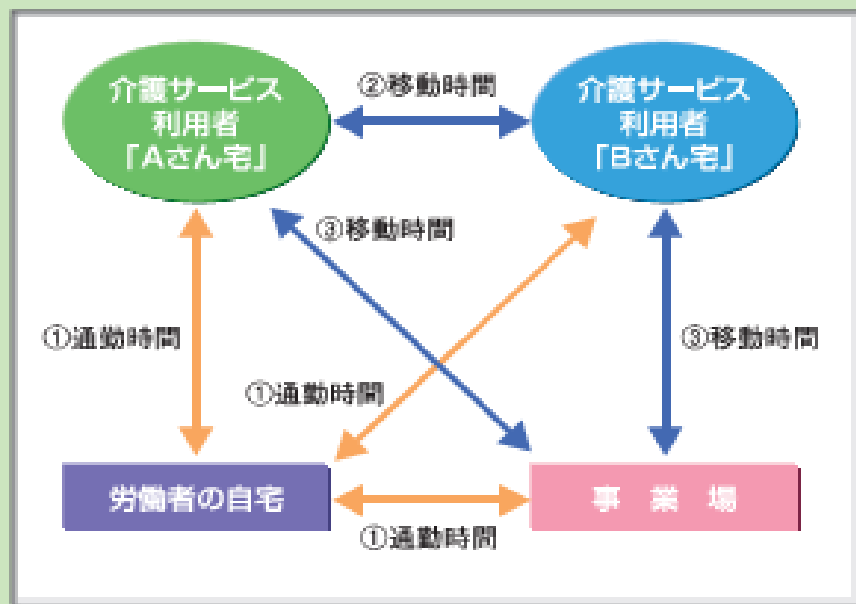 介護サービス
利用者
「Aさん宅」
②移動時間
介護サービス
利用者
「Bさん宅」
③移動時間
①通勤時間
③移動時間
①通勤時間
労働者の自宅
事 業 場
①通勤時間